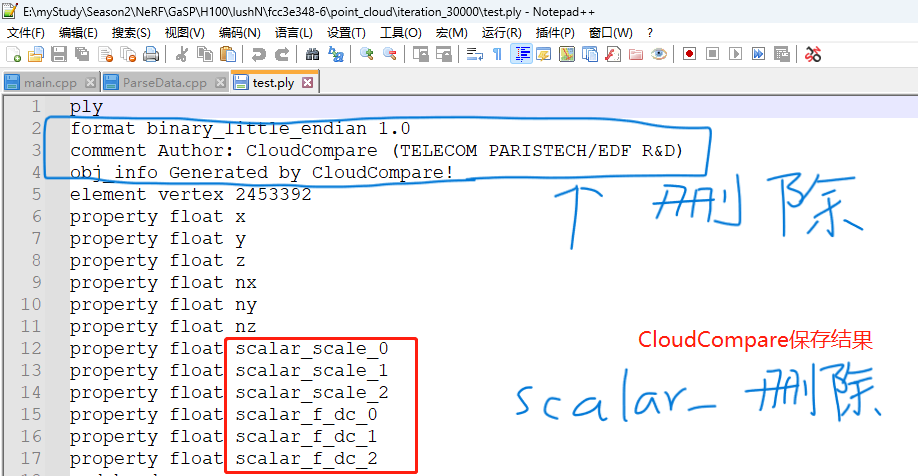 E:\myStudy\Season2\NeRF\GaSP\H100\lushN\fcc3e348-6\point_cloud\iteration_30000\test.ply - Notepad++
文件(F) 编辑(E) 搜索(S) 视图(V) 编码(N) 语言(L) 设置(T) 工具(O) 宏(M) 运行(R) 插件(P) 窗口(W) ?
main.cpp ParseData.cpp test.ply
1 ply
2 format binary_little_endian 1.0
3 comment Author: CloudCompare (TELECOM PARISTECH/EDF R&D)
4 obj_info Generated by CloudCompare!
5 element vertex 2453392
↑ 删除
6 property float x
7 property float y
8 property float z
9 property float nx
10 property float ny
11 property float nz
12 property float scalar_scale_0
CloudCompare保存结果
13 property float scalar_scale_1
14 property float scalar_scale_2
scalar_ 删除
15 property float scalar_f_dc_0
16 property float scalar_f_dc_1
17 property float scalar_f_dc_2